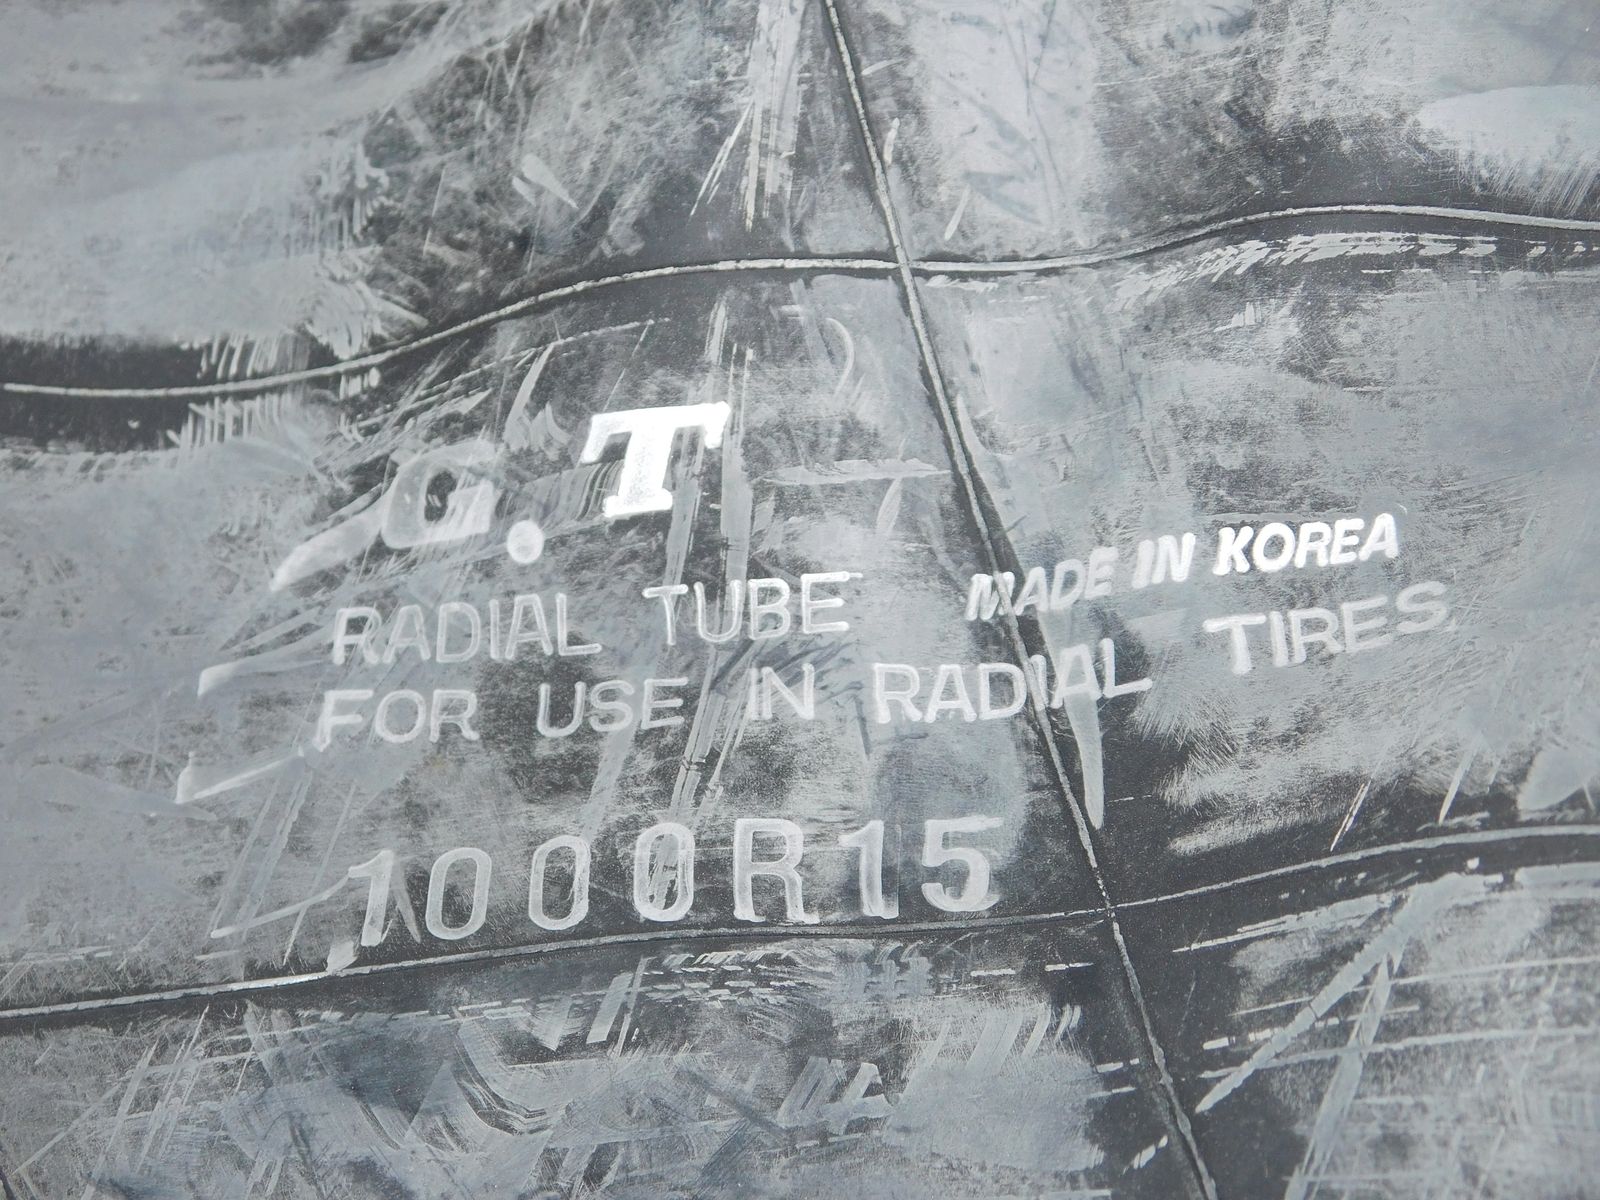 G.T
RADIAL TUBE MADE IN KOREA
FOR USE IN RADIAL TIRES
1000R15